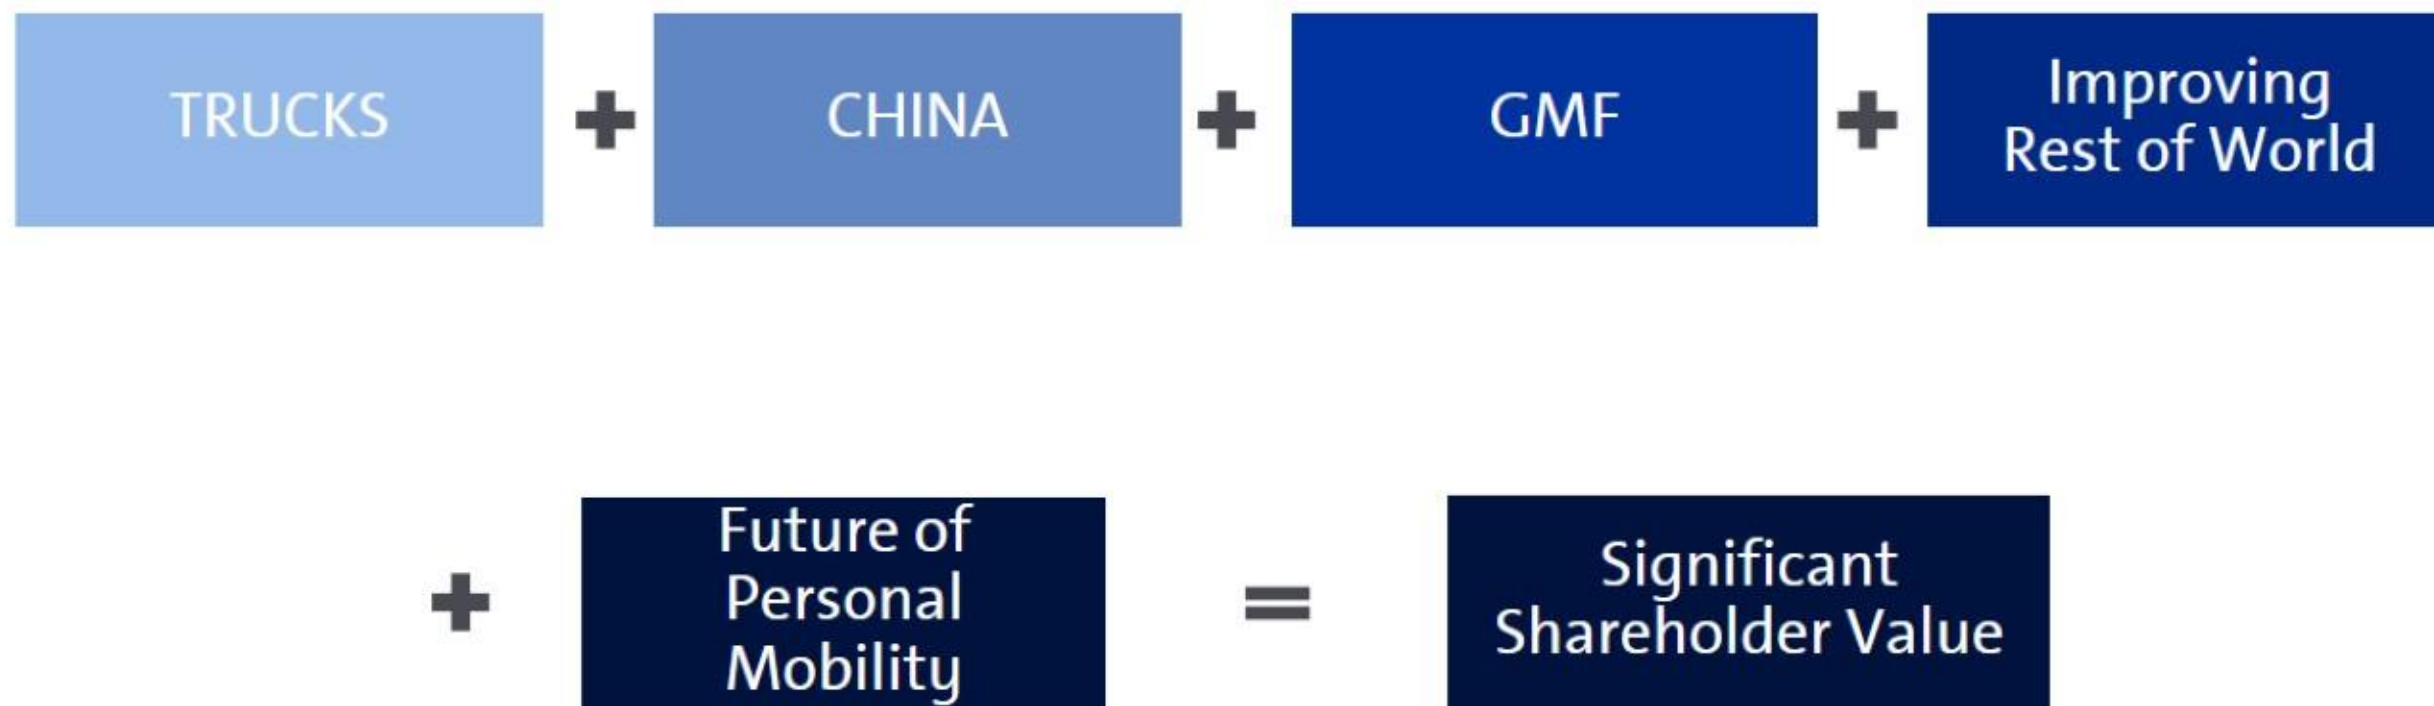 TRUCKS + CHINA + GMF + Improving
Rest of World
+ Future of
Personal
Mobility
= Significant
Shareholder Value